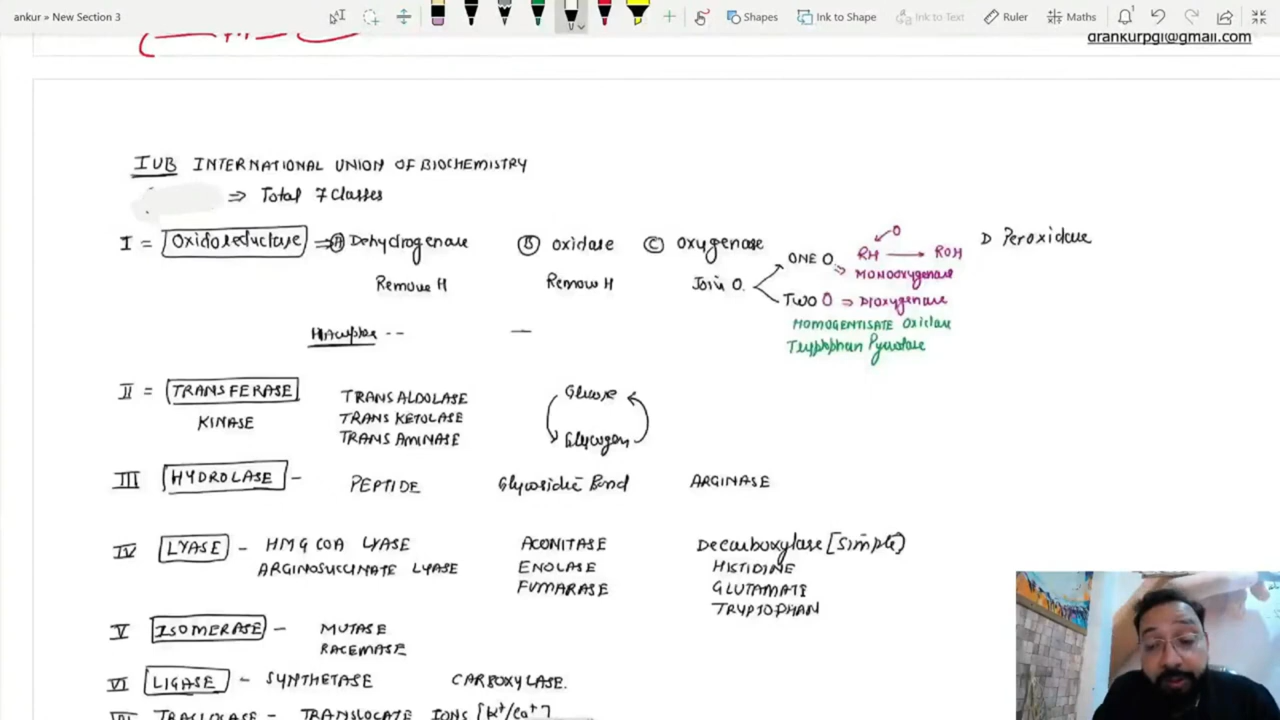 ankur » New Section 3
Shapes
Ink to Shape
Ink to Text
Ruler
Maths
drankurpgi@gmail.com
IUB INTERNATIONAL UNION OF BIOCHEMISTRY
⇒ Total 7 Classes
I = Oxidoreductase ⇒ A Dehydrogenase B oxidase C oxygenase D Peroxidase
Remove H Remove H Join O.
ONE O RH → ROH
O
MONOOXYGENASE
TWO O ⇒ DIOXYGENASE
HOMOGENTISATE Oxidase
Tryptophan Pyrrolase
--
—
II = TRANSFERASE TRANS ALDOLASE Glucose
KINASE TRANS KETOLASE
TRANS AMINASE Glycogen
III HYDROLASE - PEPTIDE Glycosidic Bond ARGINASE
IV LYASE - HMG COA LYASE ACONITASE Decarboxylase [Simple)
ARGINOSUCCINATE LYASE ENOLASE HISTIDINE
FUMARASE GLUTAMATE
TRYPTOPHAN
V ISOMERASE - MUTASE
RACEMASE
VI LIGASE - SYNTHETASE CARBOXYLASE.
TRANSLOCATE IONS